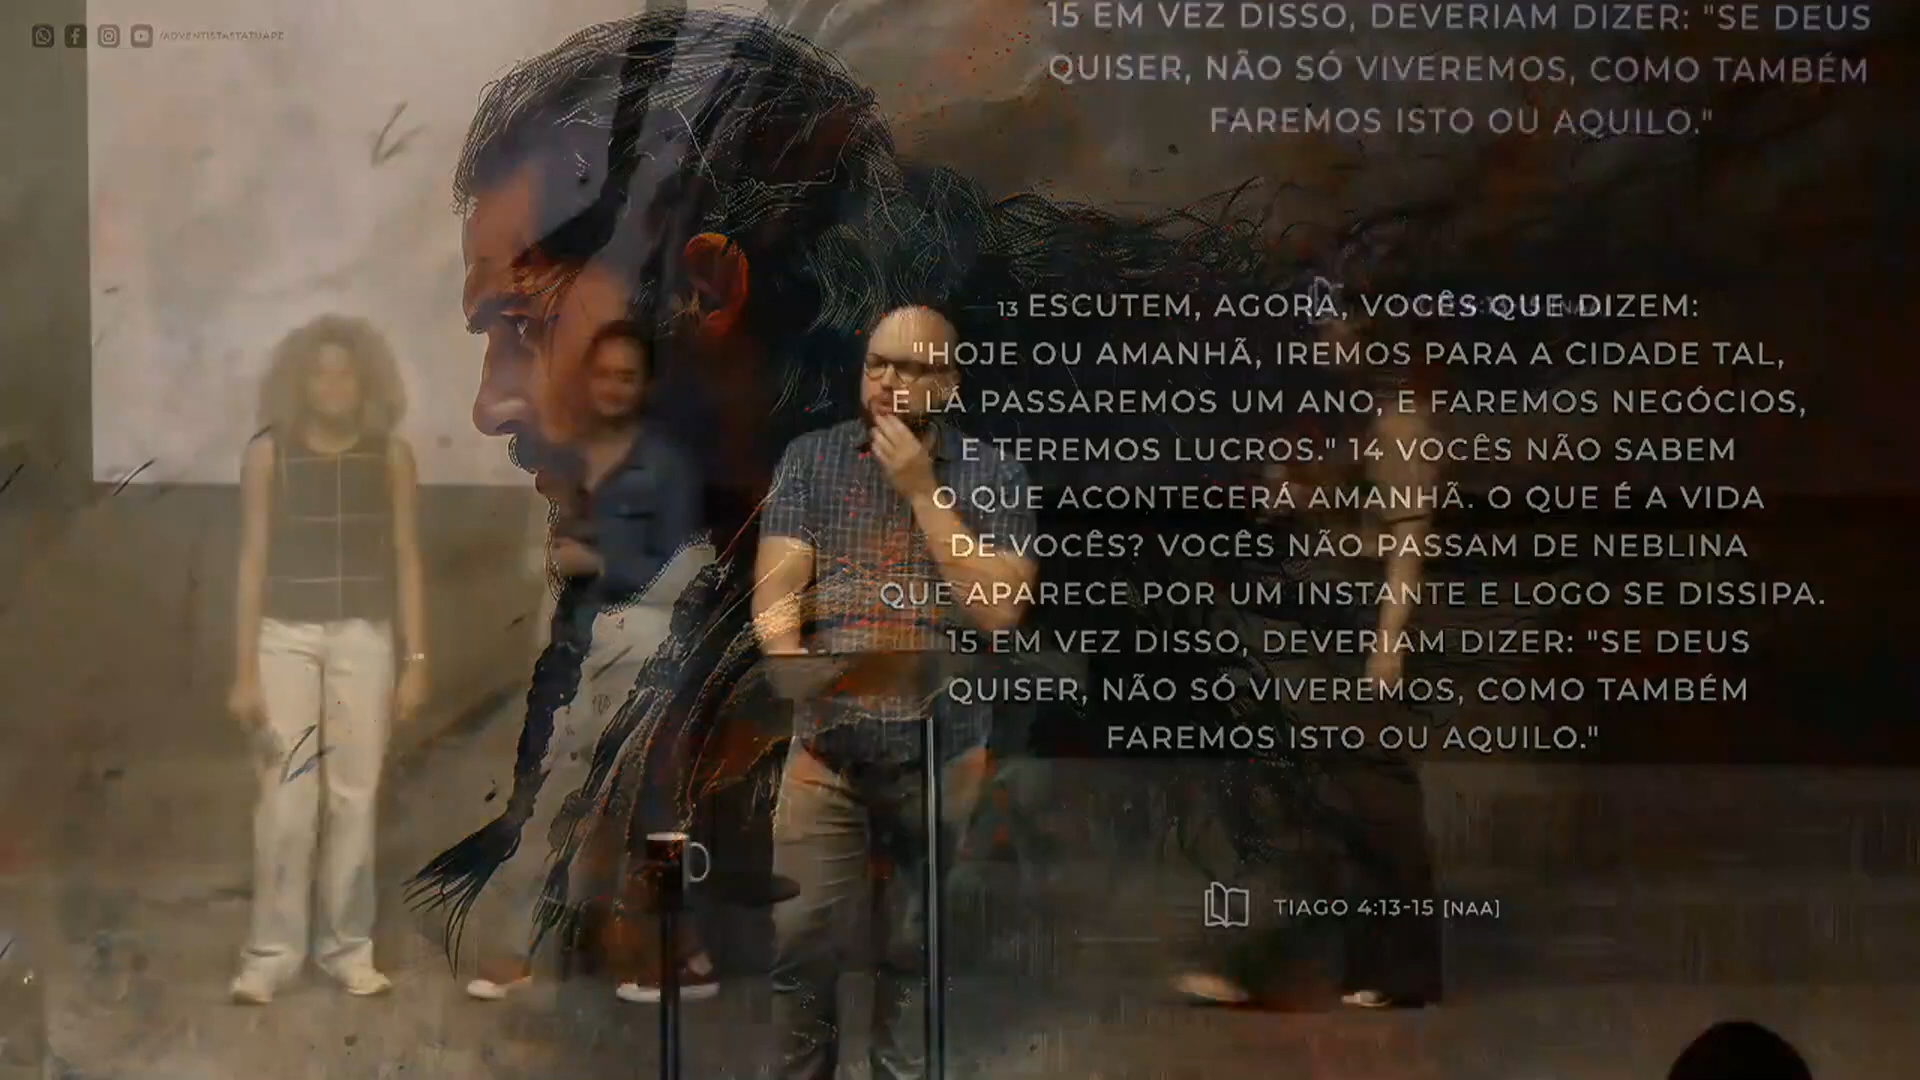 /ADVENTISTASTATUAPE
15 EM VEZ DISSO, DEVERIAM DIZER: "SE DEUS
QUISER, NÃO SÓ VIVEREMOS, COMO TAMBÉM
FAREMOS ISTO OU AQUILO."
13 ESCUTEM, AGORA, VOCÊS QUE DIZEM:
"HOJE OU AMANHÃ, IREMOS PARA A CIDADE TAL,
E LÁ PASSAREMOS UM ANO, E FAREMOS NEGÓCIOS,
E TEREMOS LUCROS." 14 VOCÊS NÃO SABEM
O QUE ACONTECERÁ AMANHÃ. O QUE É A VIDA
DE VOCÊS? VOCÊS NÃO PASSAM DE NEBLINA
QUE APARECE POR UM INSTANTE E LOGO SE DISSIPA.
15 EM VEZ DISSO, DEVERIAM DIZER: "SE DEUS
QUISER, NÃO SÓ VIVEREMOS, COMO TAMBÉM
FAREMOS ISTO OU AQUILO."
TIAGO 4:13-15 [NAA]